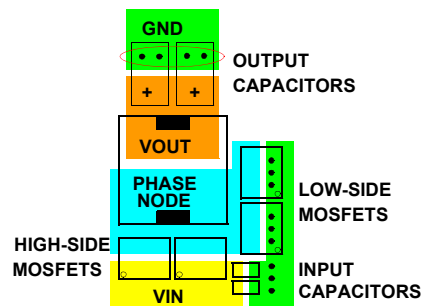 GND
OUTPUT
CAPACITORS
+ +
VOUT
PHASE
NODE
LOW-SIDE
MOSFETS
HIGH-SIDE
MOSFETS
INPUT
CAPACITORS
VIN